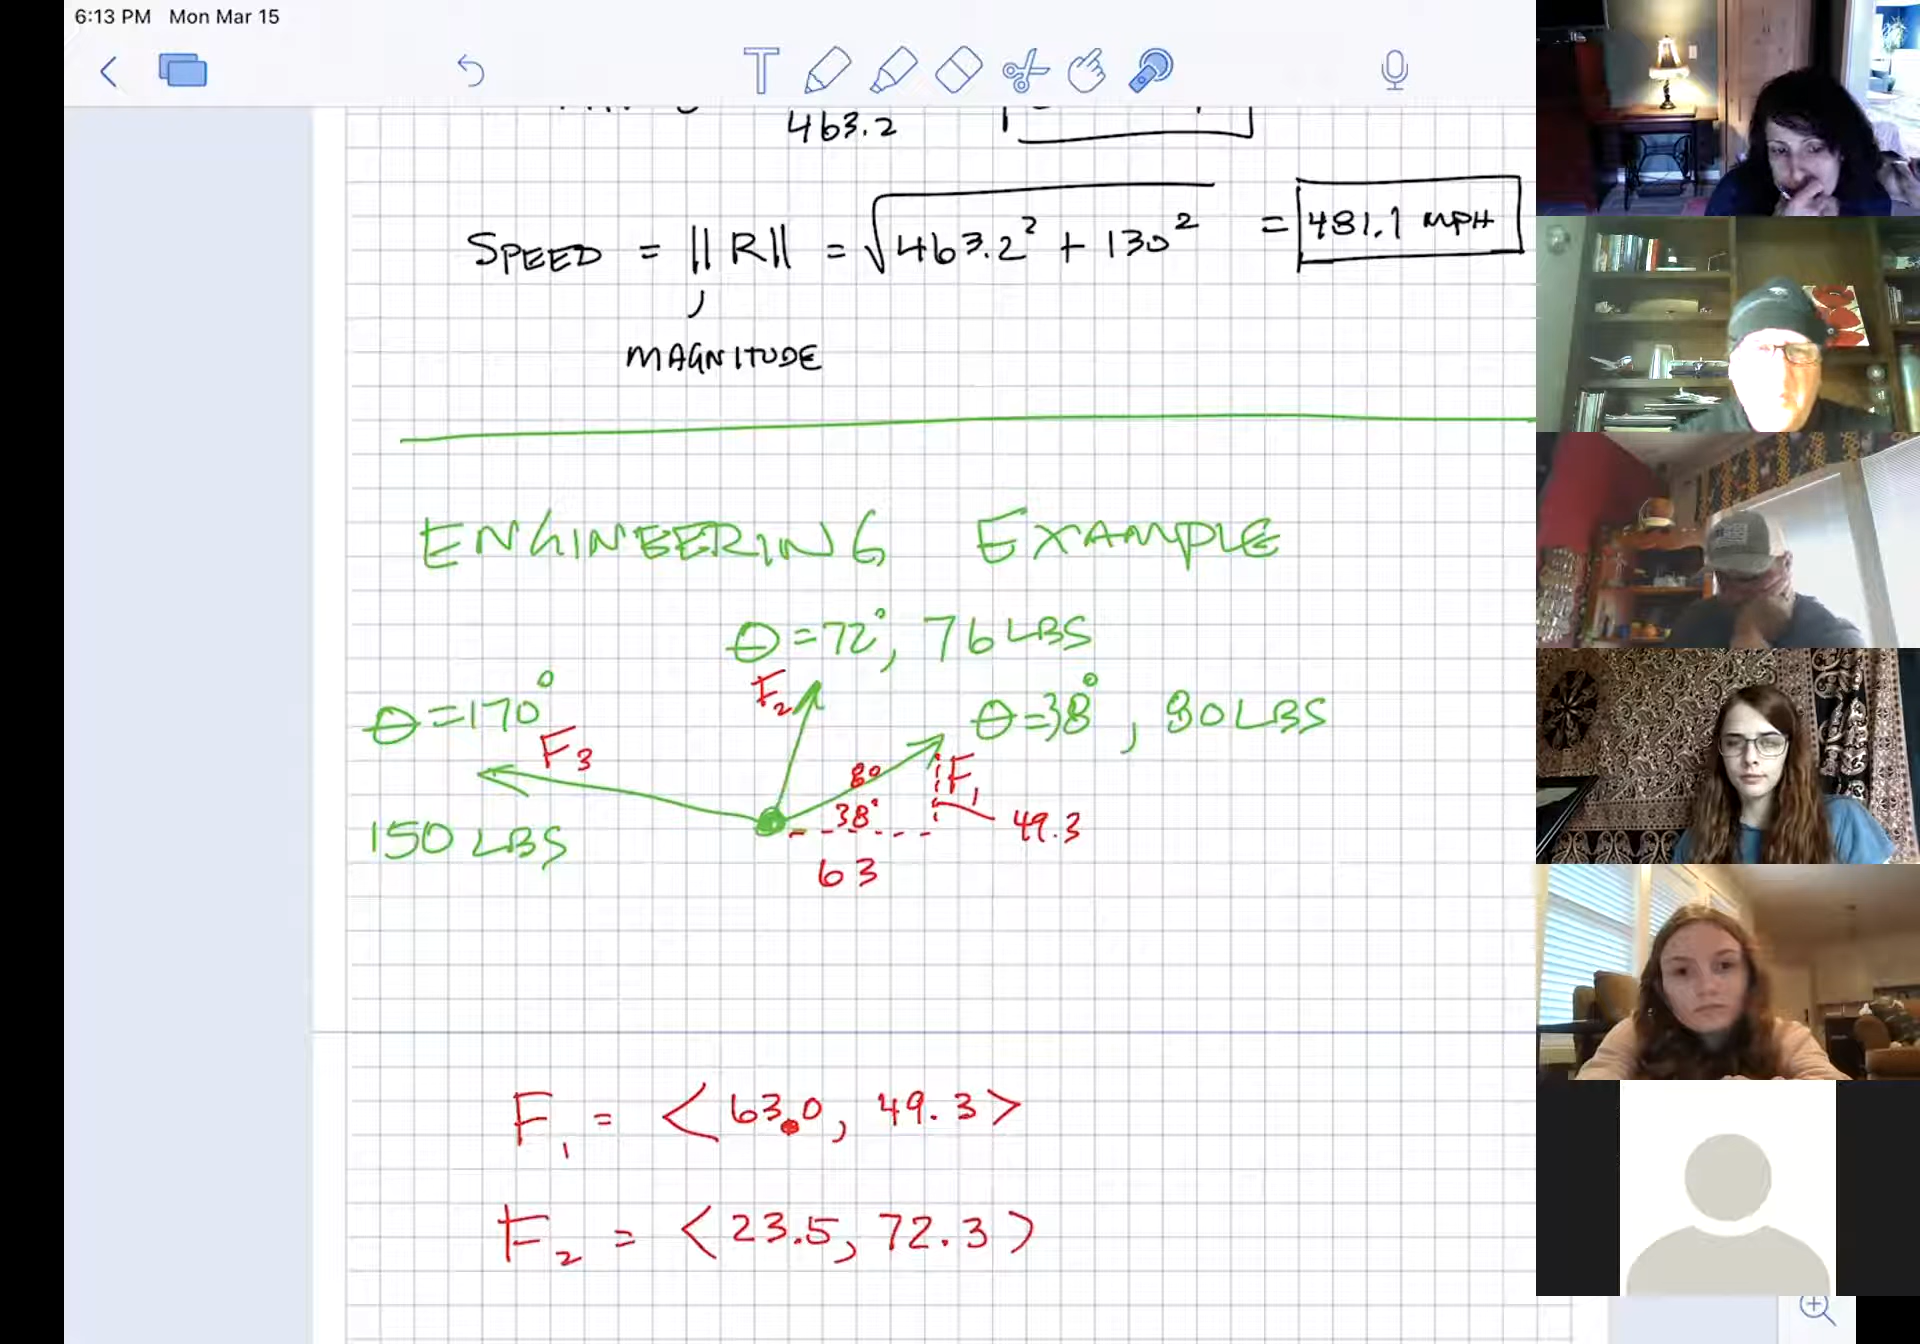 6:13 PM Mon Mar 15
463.2
SPEED = || R || = √463.2² + 130² = 481.1 MPH
MAGNITUDE
ENGINEERING EXAMPLE
θ = 72°, 76 LBS
F₂
θ = 170°
θ = 38°, 80 LBS
F₃
80
F₁
38°
49.3
150 LBS
63
F₁ = < 63.0, 49.3 >
F₂ = < 23.5, 72.3 >